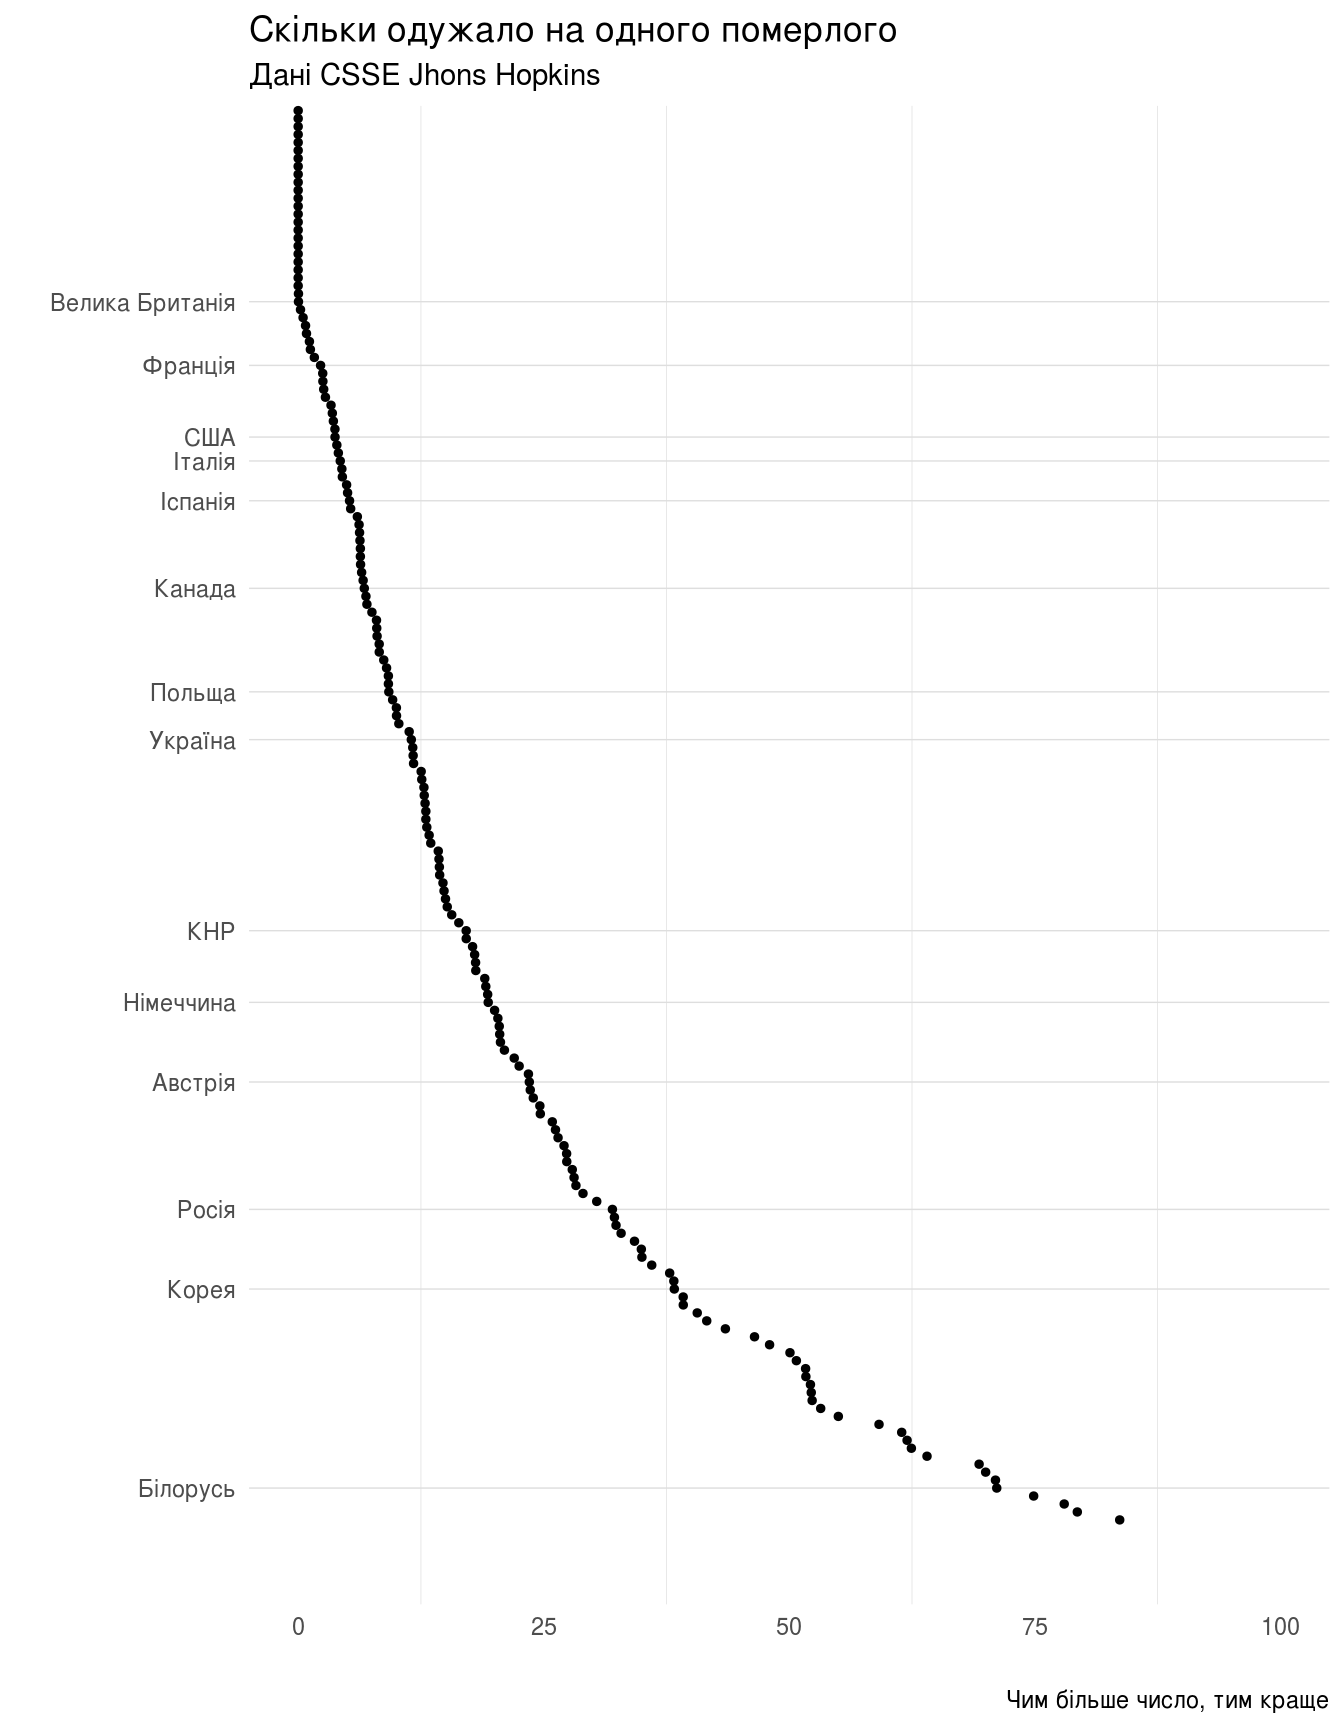 Скільки одужало на одного померлого
Дані CSSE Jhons Hopkins
Велика Британія
Франція
США
Італія
Іспанія
Канада
Польща
Україна
КНР
Німеччина
Австрія
Росія
Корея
Білорусь
0 25 50 75 100
Чим більше число, тим краще